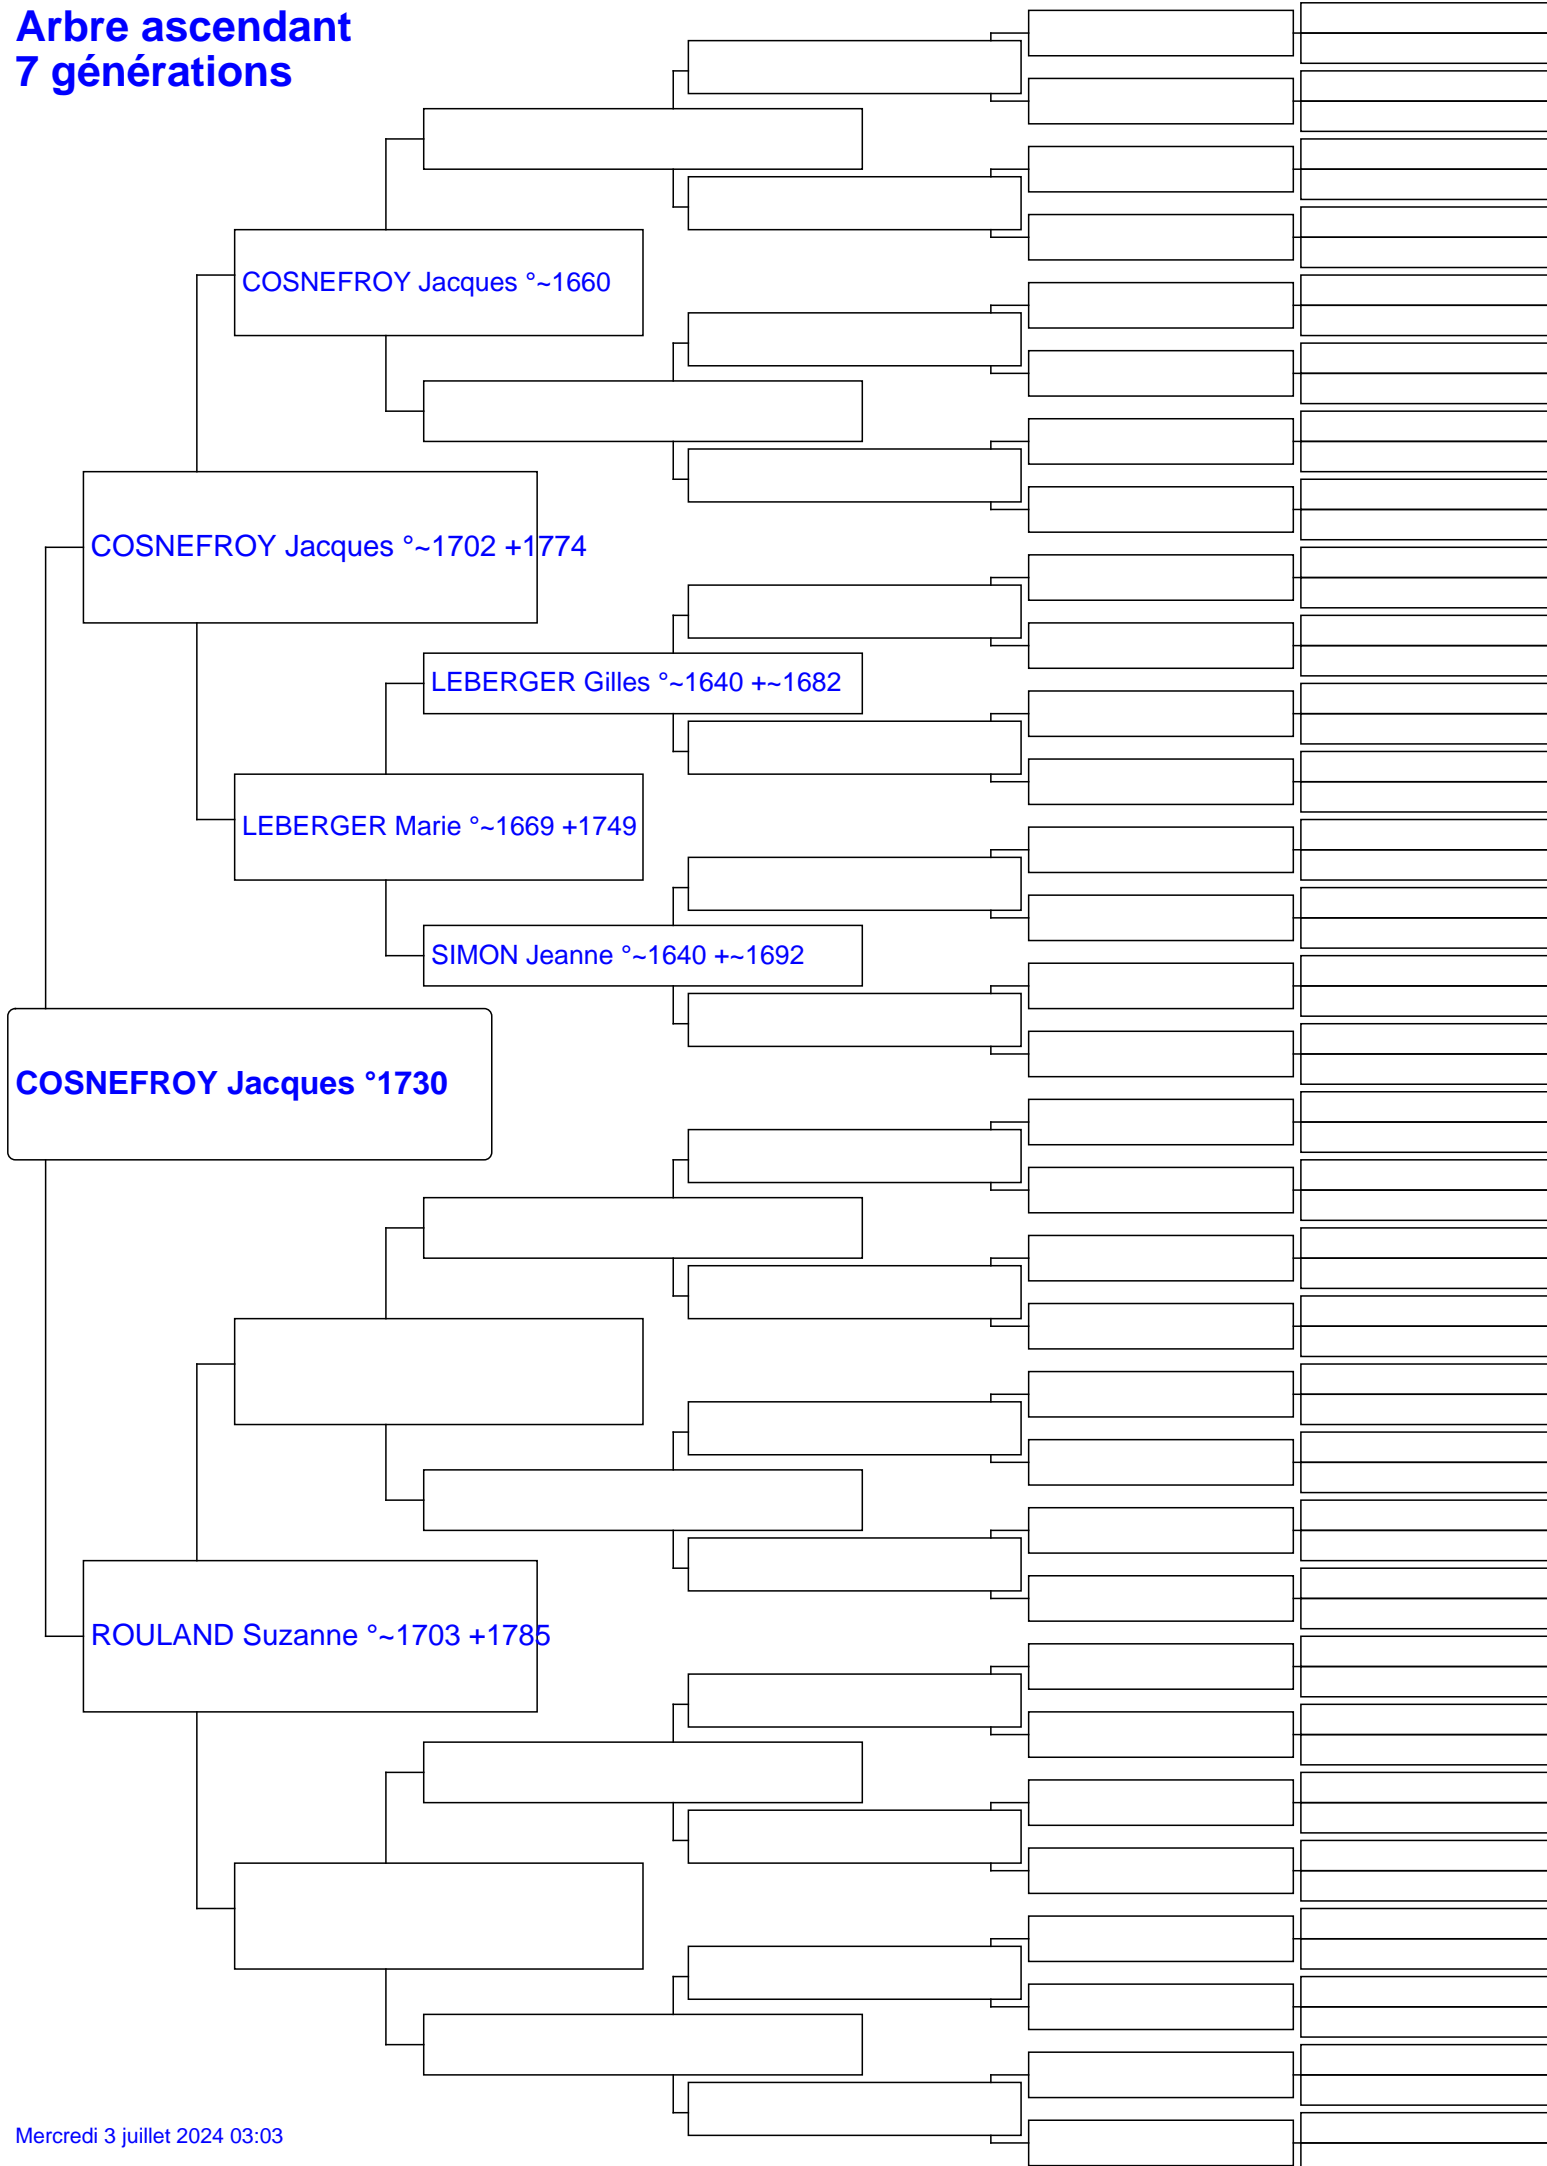 Arbre ascendant
7 générations
COSNEFROY Jacques °~1660
COSNEFROY Jacques °~1702 +1774
LEBERGER Gilles °~1640 +~1682
LEBERGER Marie °~1669 +1749
SIMON Jeanne °~1640 +~1692
COSNEFROY Jacques °1730
ROULAND Suzanne °~1703 +1785
Mercredi 3 juillet 2024 03:03